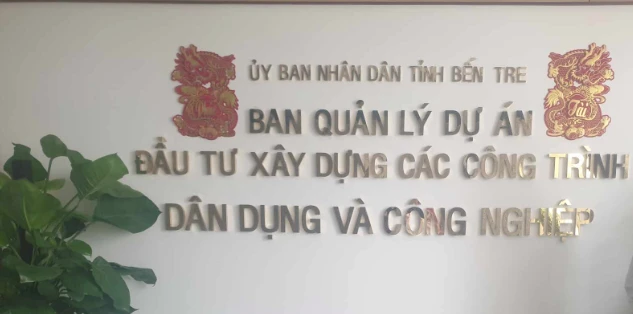 ỦY BAN NHÂN DÂN TỈNH BẾN TRE
BAN QUẢN LÝ DỰ ÁN
Tài
ĐẦU TƯ XÂY DỰNG CÁC CÔNG TRÌNH
DÂN DỤNG VÀ CÔNG NGHIỆP